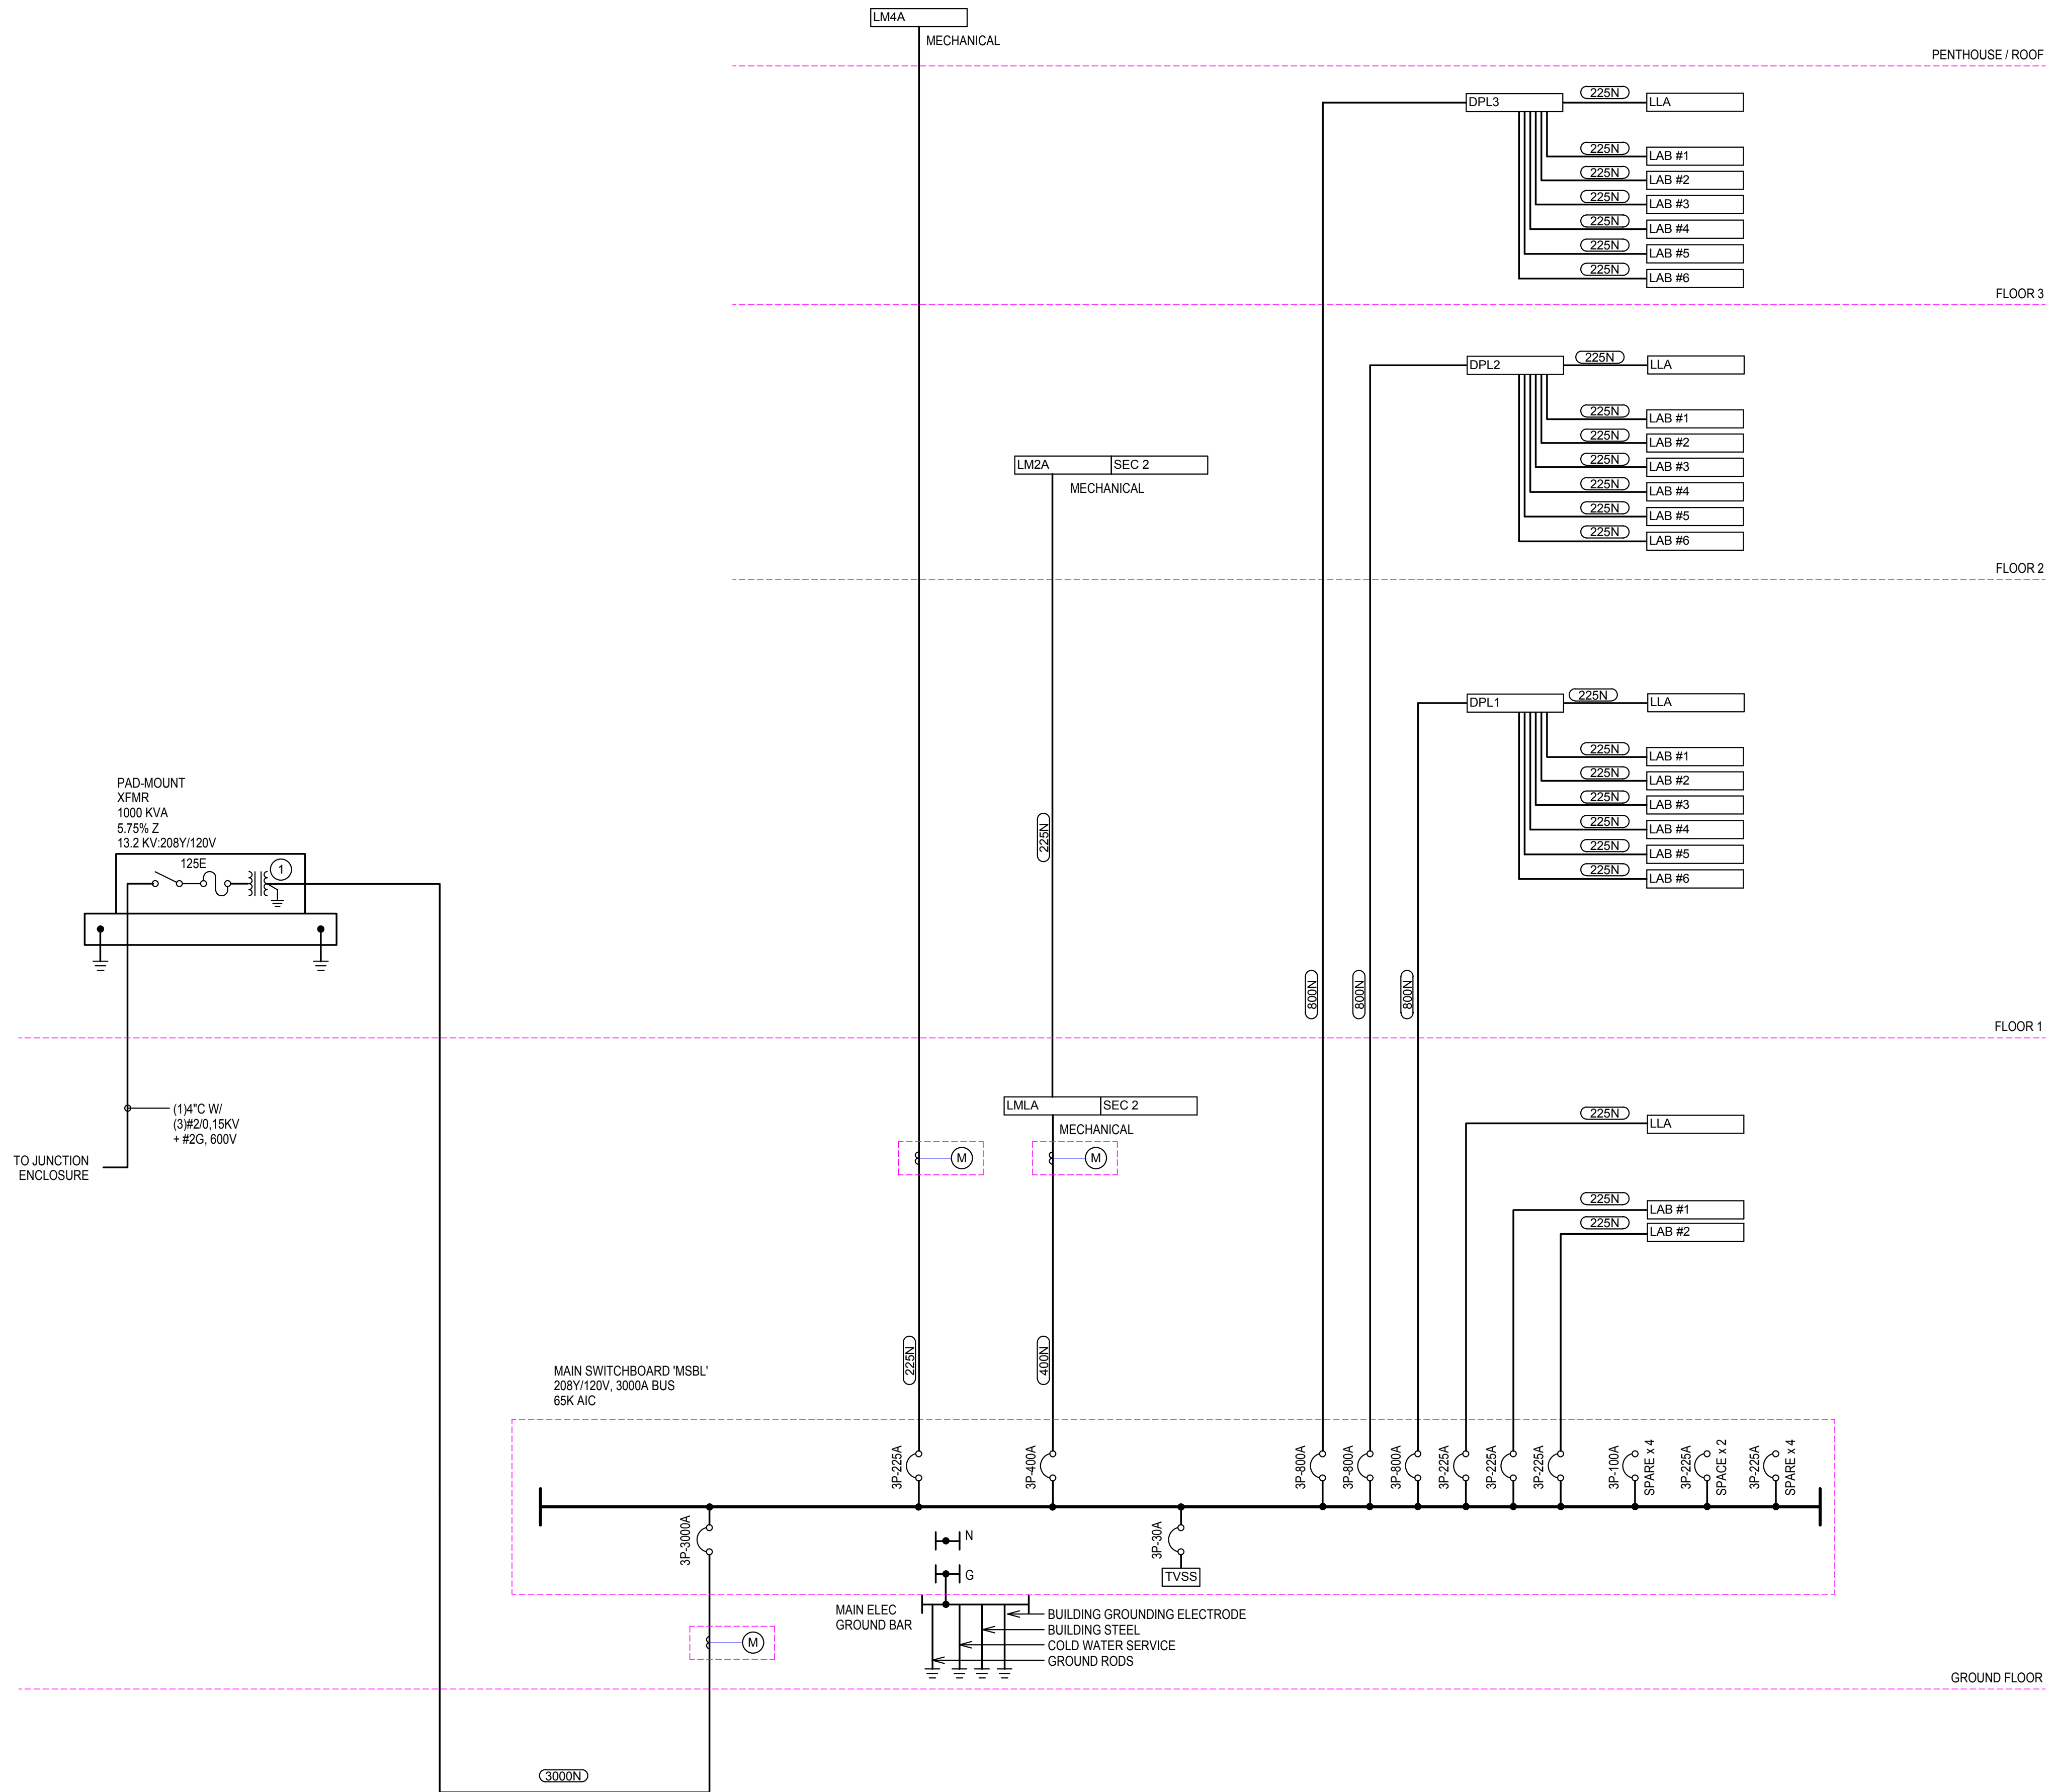 LM4A
MECHANICAL
PENTHOUSE / ROOF
DPL3
225N
LLA
225N
LAB #1
225N
LAB #2
225N
LAB #3
225N
LAB #4
225N
LAB #5
225N
LAB #6
FLOOR 3
DPL2
225N
LLA
225N
LAB #1
225N
LAB #2
225N
LAB #3
225N
LAB #4
225N
LAB #5
225N
LAB #6
LM2A
SEC 2
MECHANICAL
FLOOR 2
DPL1
225N
LLA
225N
LAB #1
225N
LAB #2
225N
LAB #3
225N
LAB #4
225N
LAB #5
225N
LAB #6
PAD-MOUNT
XFMR
1000 KVA
5.75% Z
13.2 KV:208Y/120V
125E
1
225N
800N
800N
800N
FLOOR 1
(1)4"C W/
(3)#2/0,15KV
+ #2G, 600V
TO JUNCTION
ENCLOSURE
LMLA
SEC 2
MECHANICAL
M
M
225N
LLA
225N
LAB #1
225N
LAB #2
225N
400N
MAIN SWITCHBOARD 'MSBL'
208Y/120V, 3000A BUS
65K AIC
3P-225A
3P-400A
3P-800A
3P-800A
3P-800A
3P-225A
3P-225A
3P-225A
3P-100A
SPARE x 4
3P-225A
SPACE x 2
3P-225A
SPARE x 4
3P-3000A
N
G
3P-30A
TVSS
MAIN ELEC
GROUND BAR
BUILDING GROUNDING ELECTRODE
BUILDING STEEL
COLD WATER SERVICE
GROUND RODS
M
GROUND FLOOR
3000N